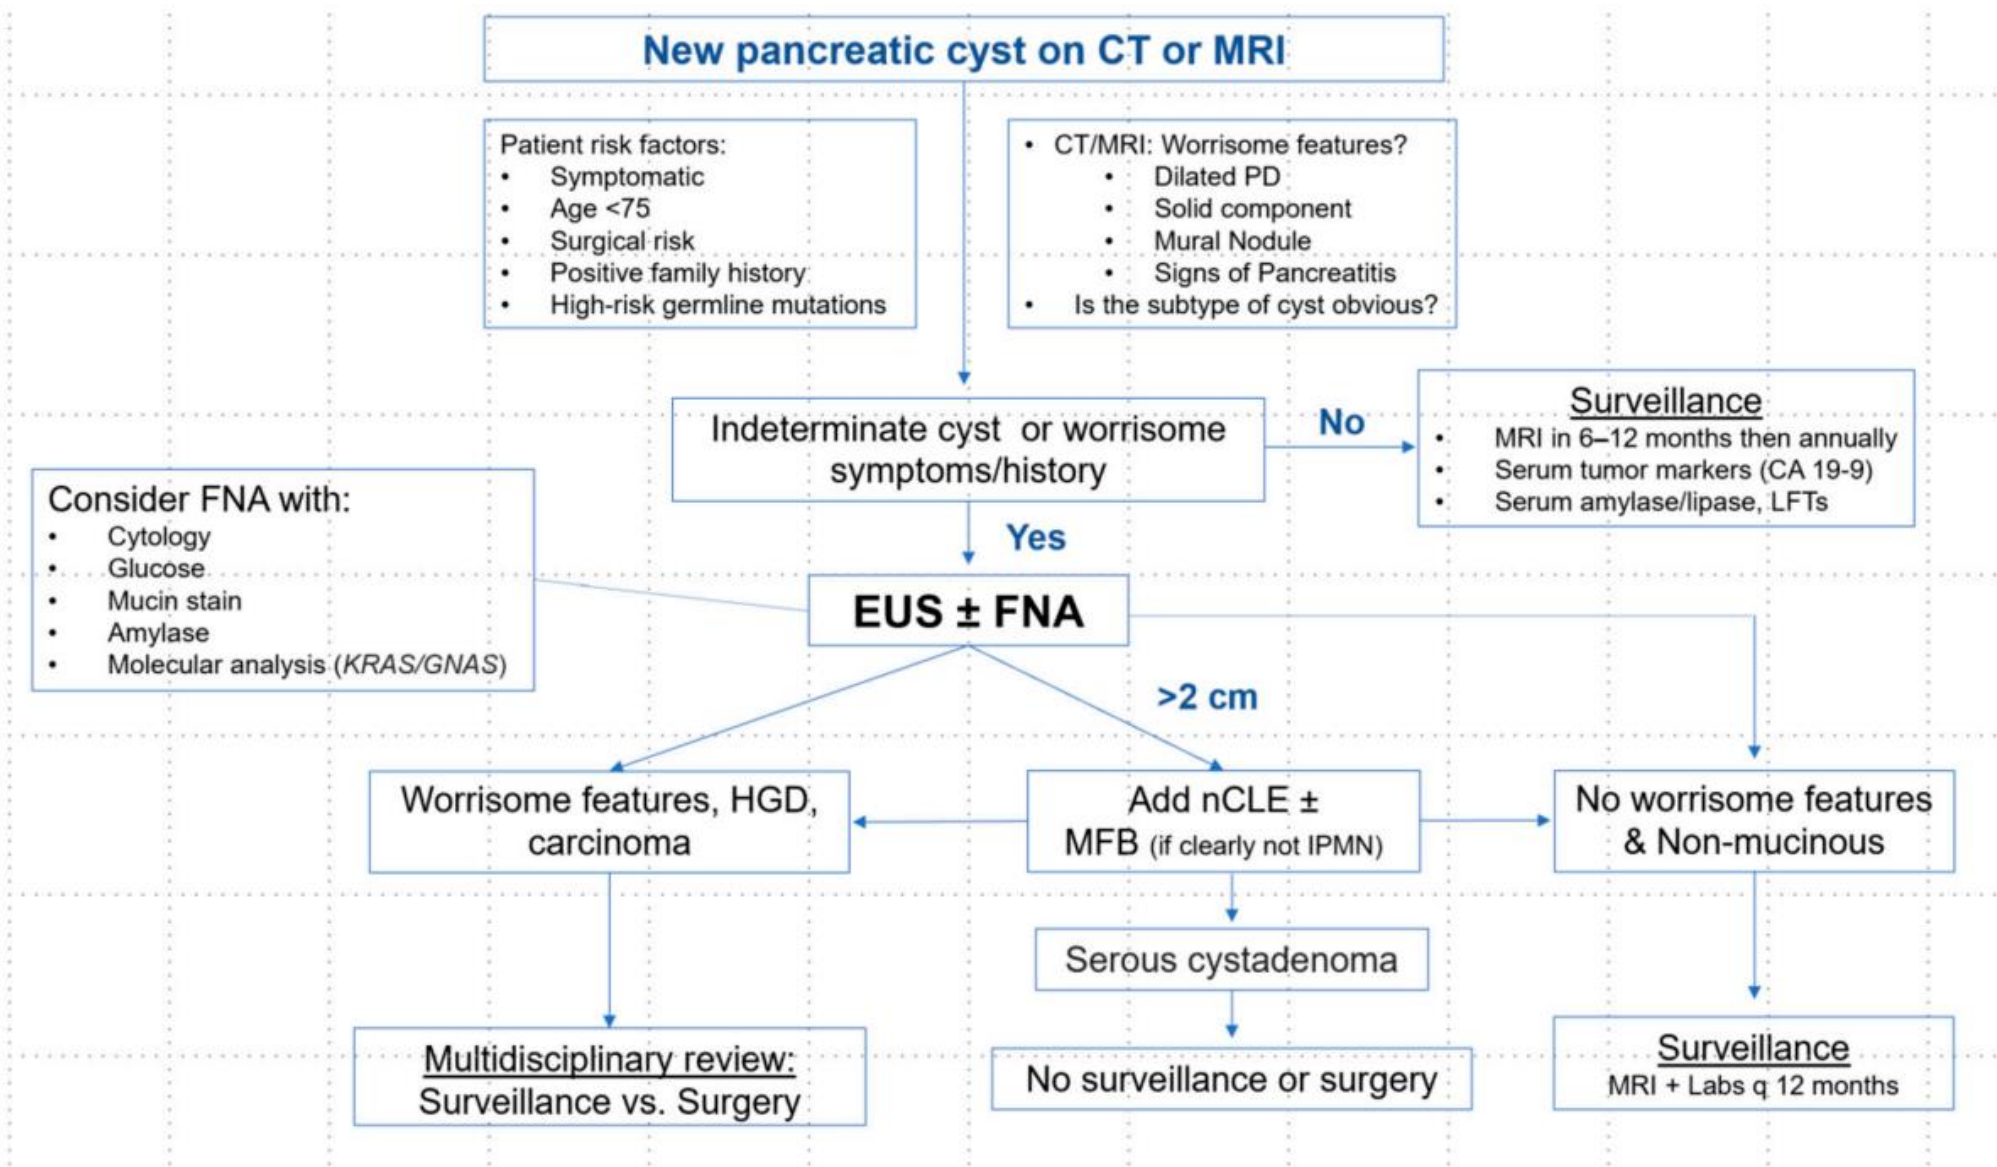 New pancreatic cyst on CT or MRI
Patient risk factors:
• Symptomatic
• Age <75
• Surgical risk
• Positive family history
• High-risk germline mutations
• CT/MRI: Worrisome features?
• Dilated PD
• Solid component
• Mural Nodule
• Signs of Pancreatitis
• Is the subtype of cyst obvious?
Indeterminate cyst or worrisome
symptoms/history
No
Surveillance
• MRI in 6–12 months then annually
• Serum tumor markers (CA 19-9)
• Serum amylase/lipase, LFTs
Yes
Consider FNA with:
• Cytology
• Glucose
• Mucin stain
• Amylase
• Molecular analysis (KRAS/GNAS)
EUS ± FNA
>2 cm
Worrisome features, HGD,
carcinoma
Add nCLE ±
MFB (if clearly not IPMN)
No worrisome features
& Non-mucinous
Serous cystadenoma
Multidisciplinary review:
Surveillance vs. Surgery
No surveillance or surgery
Surveillance
MRI + Labs q 12 months